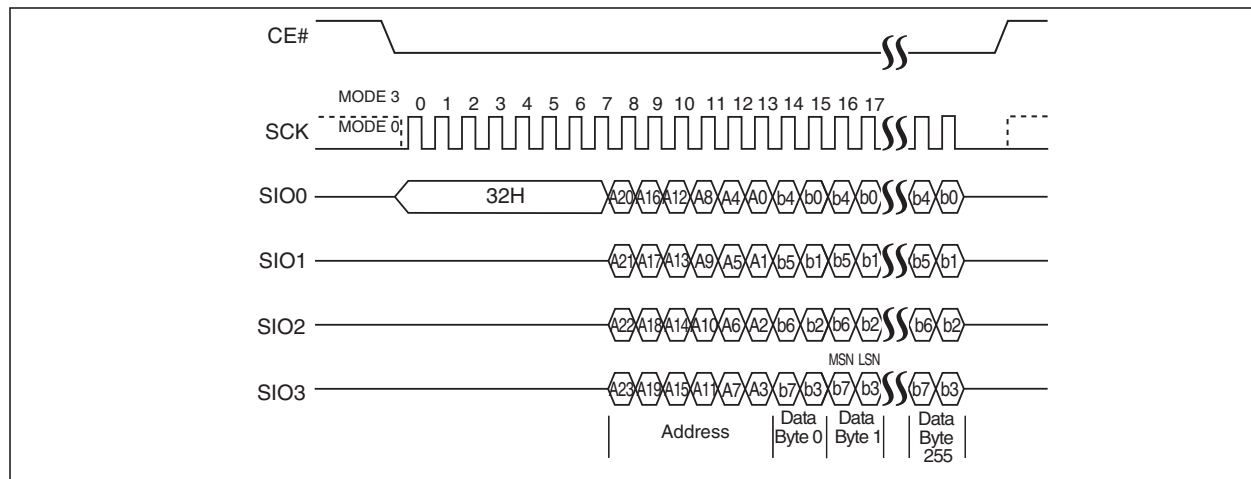 CE#
MODE 3
0 1 2 3 4 5 6 7 8 9 10 11 12 13 14 15 16 17
SCK
MODE 0
SIO0
32H
A20 A16 A12 A8 A4 A0 b4 b0 b4 b0 b4 b0
SIO1
A21 A17 A13 A9 A5 A1 b5 b1 b5 b1 b5 b1
SIO2
A22 A18 A14 A10 A6 A2 b6 b2 b6 b2 b6 b2
MSN LSN
SIO3
A23 A19 A15 A11 A7 A3 b7 b3 b7 b3 b7 b3
Address
Data
Byte 0
Data
Byte 1
Data
Byte
255